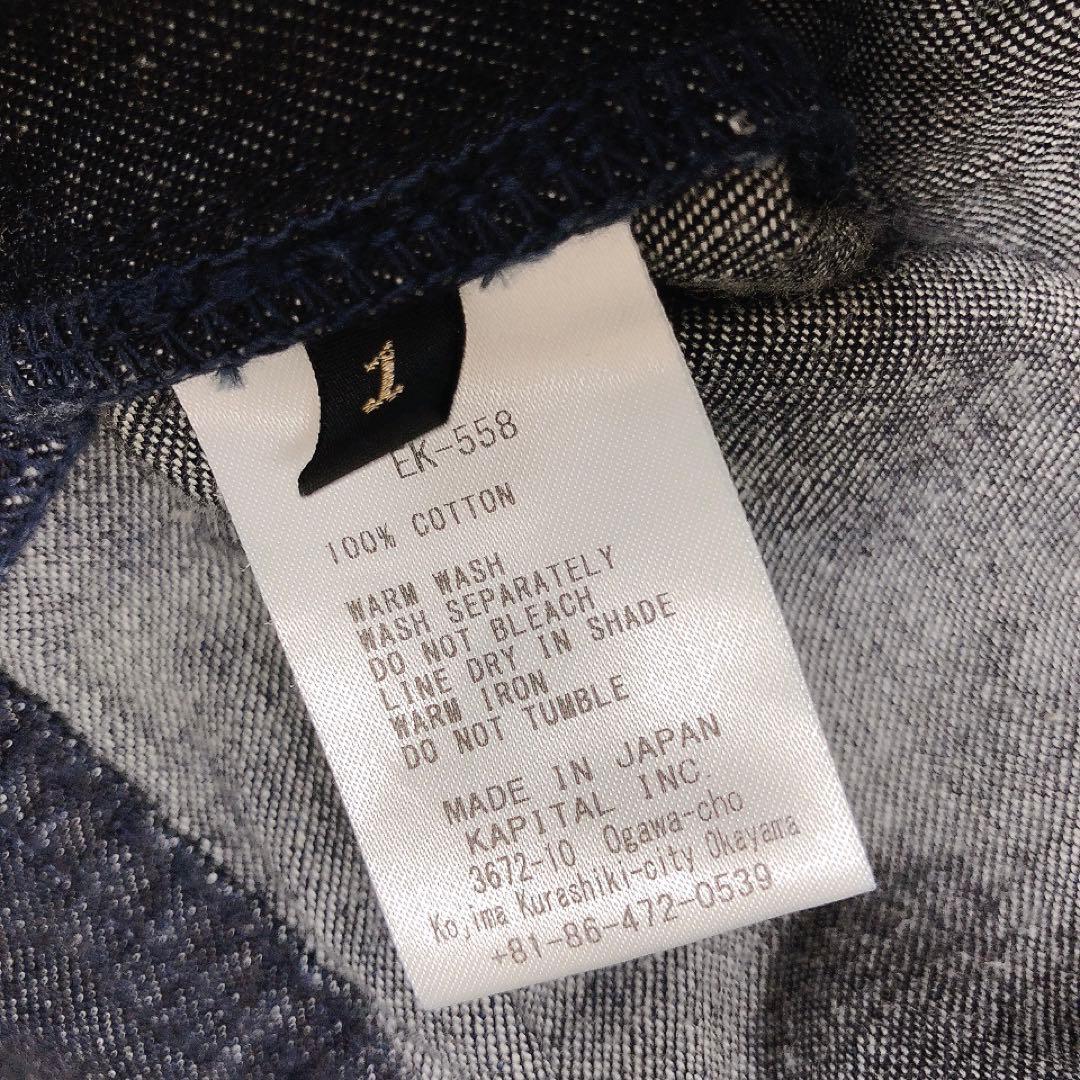 1
EK-558
100% COTTON
WARM WASH
WASH SEPARATELY
DO NOT BLEACH
LINE DRY IN SHADE
WARM IRON
DO NOT TUMBLE
MADE IN JAPAN
KAPITAL INC.
3672-10 Ogawa-cho
Kojima Kurashiki-city Okayama
+81-86-472-0539